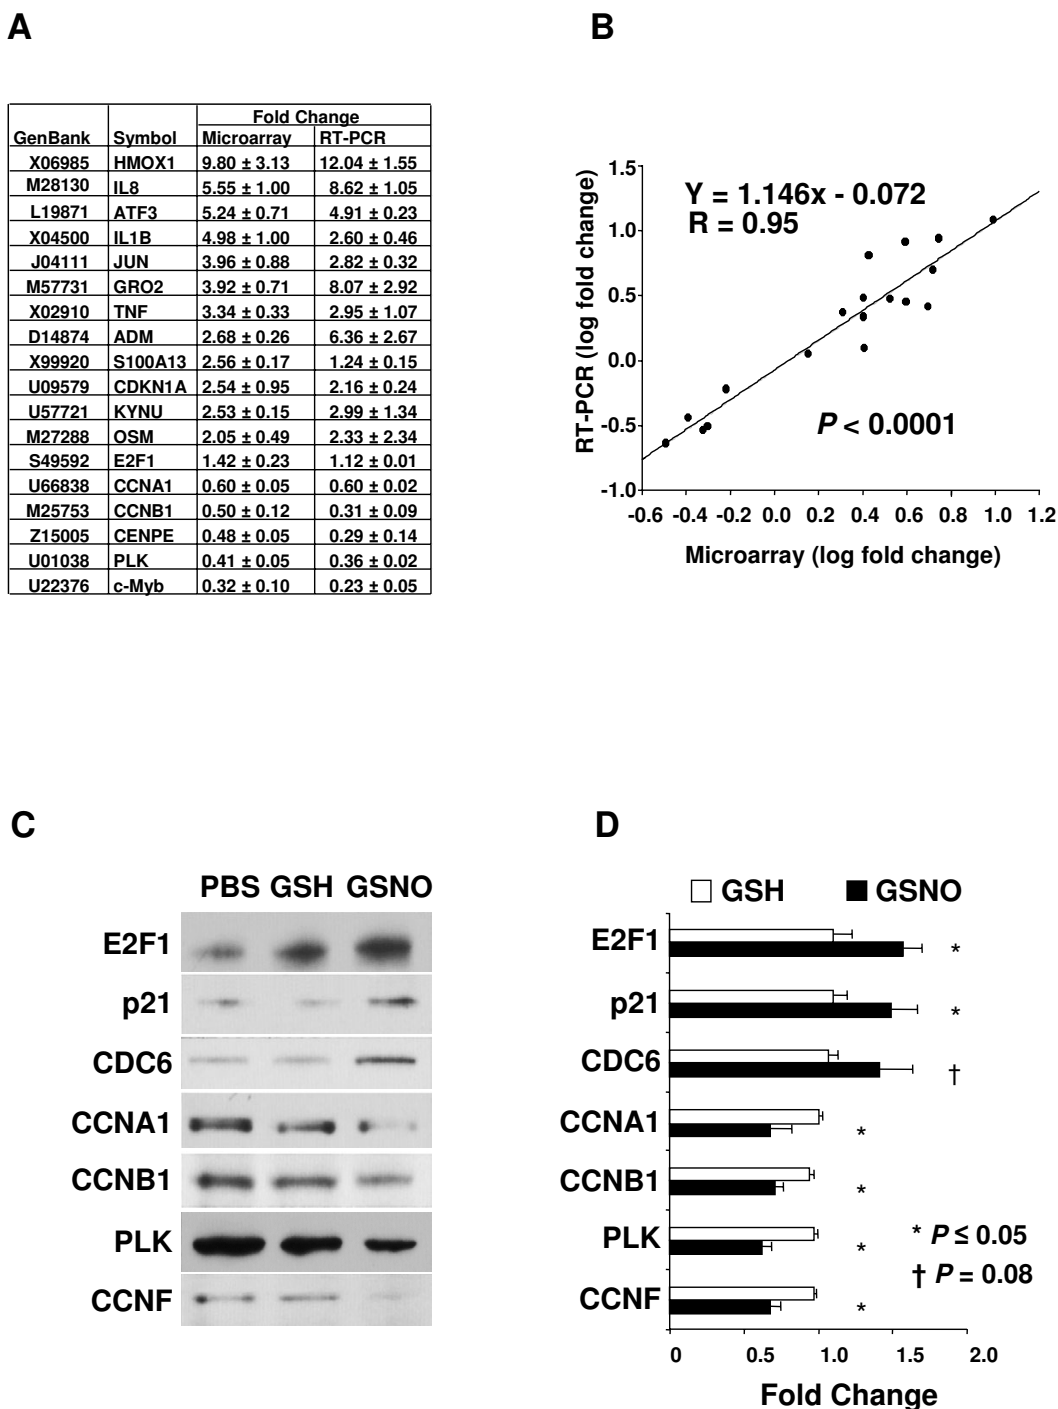 A
Fold Change
GenBank Symbol Microarray RT-PCR
X06985 HMOX1 9.80 ± 3.13 12.04 ± 1.55
M28130 IL8 5.55 ± 1.00 8.62 ± 1.05
L19871 ATF3 5.24 ± 0.71 4.91 ± 0.23
X04500 IL1B 4.98 ± 1.00 2.60 ± 0.46
J04111 JUN 3.96 ± 0.88 2.82 ± 0.32
M57731 GRO2 3.92 ± 0.71 8.07 ± 2.92
X02910 TNF 3.34 ± 0.33 2.95 ± 1.07
D14874 ADM 2.68 ± 0.26 6.36 ± 2.67
X99920 S100A13 2.56 ± 0.17 1.24 ± 0.15
U09579 CDKN1A 2.54 ± 0.95 2.16 ± 0.24
U57721 KYNU 2.53 ± 0.15 2.99 ± 1.34
M27288 OSM 2.05 ± 0.49 2.33 ± 2.34
S49592 E2F1 1.42 ± 0.23 1.12 ± 0.01
U66838 CCNA1 0.60 ± 0.05 0.60 ± 0.02
M25753 CCNB1 0.50 ± 0.12 0.31 ± 0.09
Z15005 CENPE 0.48 ± 0.05 0.29 ± 0.14
U01038 PLK 0.41 ± 0.05 0.36 ± 0.02
U22376 c-Myb 0.32 ± 0.10 0.23 ± 0.05
B
RT-PCR (log fold change)
1.5
1.0
0.5
0.0
-0.5
-1.0
Y = 1.146x - 0.072
R = 0.95
P < 0.0001
-0.6 -0.4 -0.2 0.0 0.2 0.4 0.6 0.8 1.0 1.2
Microarray (log fold change)
C
PBS GSH GSNO
E2F1
p21
CDC6
CCNA1
CCNB1
PLK
CCNF
D
GSH GSNO
E2F1 *
p21 *
CDC6 †
CCNA1 *
CCNB1 *
PLK *
CCNF *
* P ≤ 0.05
† P = 0.08
0 0.5 1.0 1.5 2.0
Fold Change